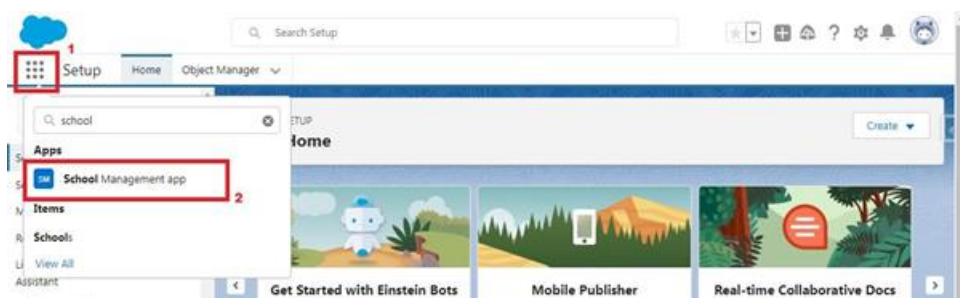 Search Setup
1
Setup Home Object Manager
school
Apps
SM School Management app
2
Items
Schools
View All
Assistant
ETUP
Home
Create
Get Started with Einstein Bots
Mobile Publisher
Real-time Collaborative Docs